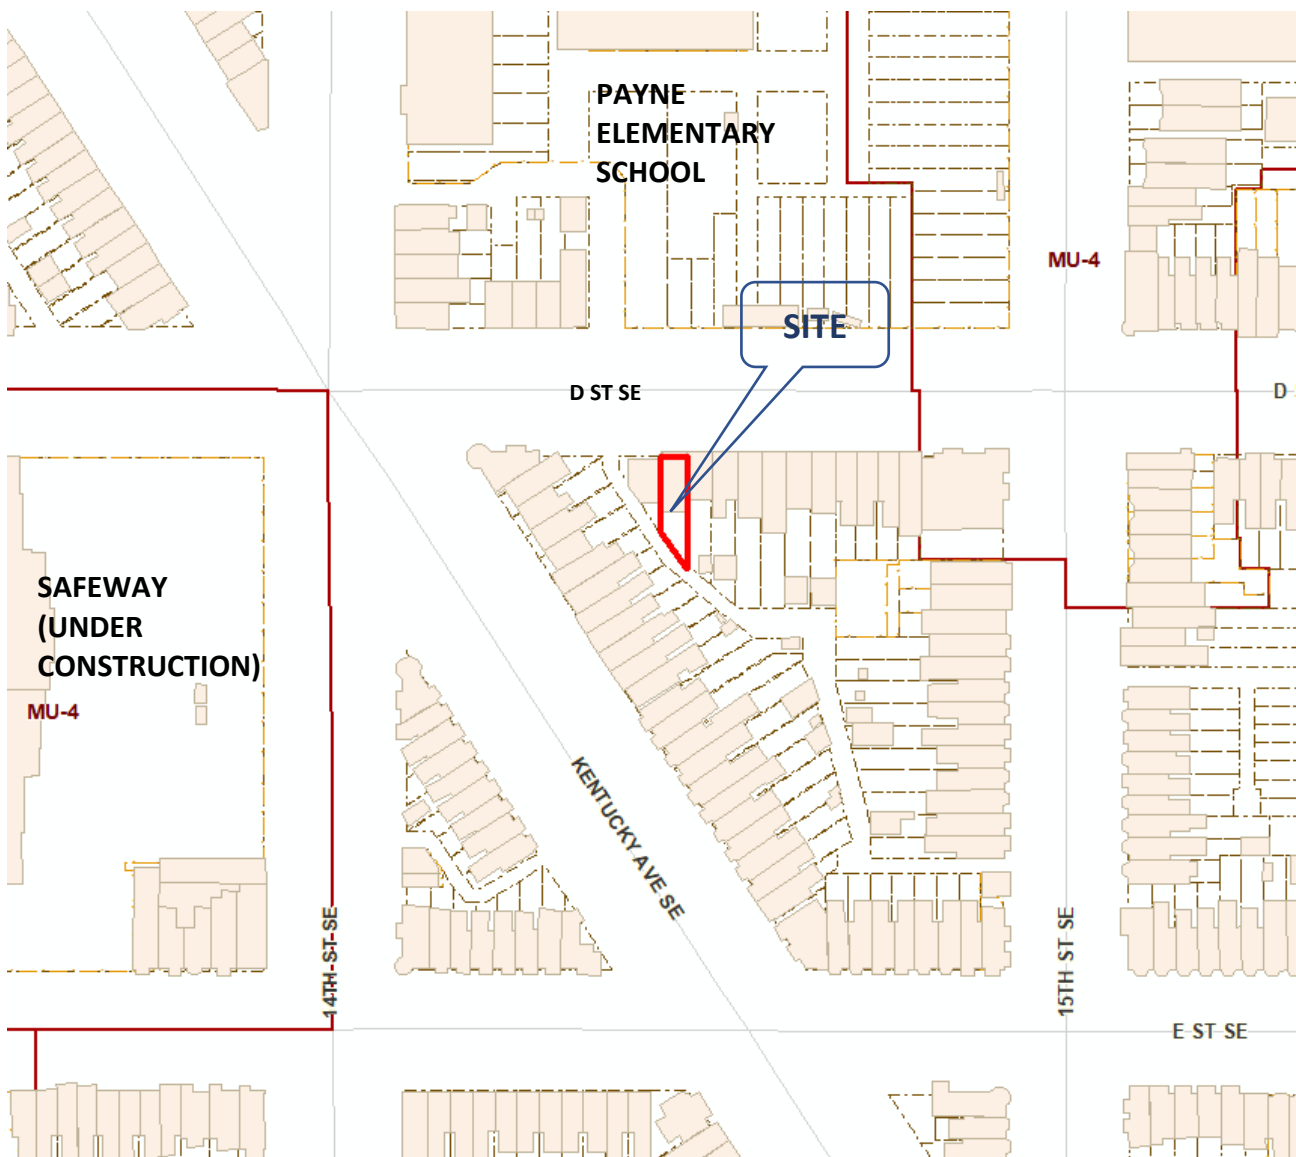 PAYNE
ELEMENTARY
SCHOOL
MU-4
SITE
D ST SE
D
SAFEWAY
(UNDER
CONSTRUCTION)
MU-4
KENTUCKY AVE SE
14TH ST SE
15TH ST SE
E ST SE